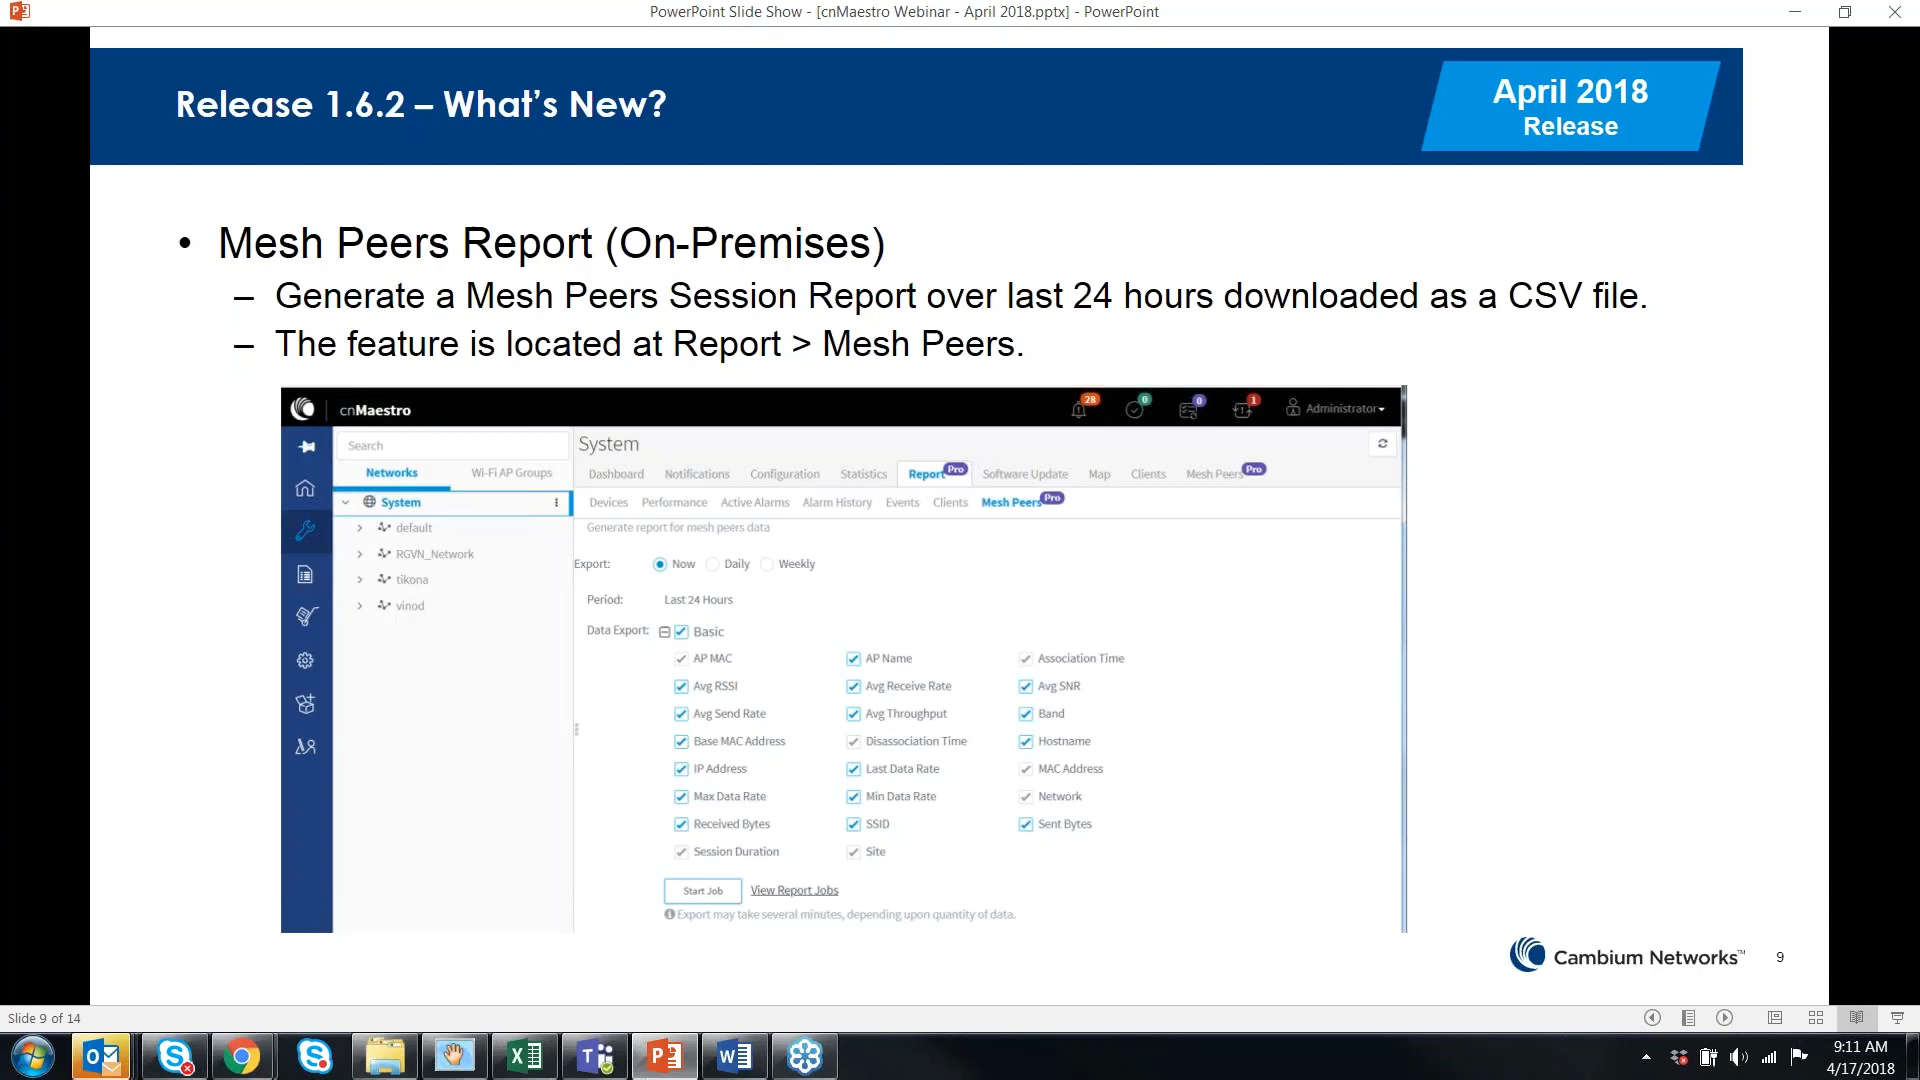 PowerPoint Slide Show - [cnMaestro Webinar - April 2018.pptx] - PowerPoint
Release 1.6.2 – What's New?
April 2018
Release
• Mesh Peers Report (On-Premises)
– Generate a Mesh Peers Session Report over last 24 hours downloaded as a CSV file.
– The feature is located at Report > Mesh Peers.
cnMaestro 28 0 0 1 Administrator
Search
System
Networks Wi-Fi AP Groups
Dashboard Notifications Configuration Statistics Report Pro Software Update Map Clients Mesh Peers Pro
System
Devices Performance Active Alarms Alarm History Events Clients Mesh Peers Pro
default
Generate report for mesh peers data
RGVN_Network
Export: Now Daily Weekly
tikona
Period: Last 24 Hours
vinod
Data Export: Basic
AP MAC AP Name Association Time
Avg RSSI Avg Receive Rate Avg SNR
Avg Send Rate Avg Throughput Band
Base MAC Address Disassociation Time Hostname
IP Address Last Data Rate MAC Address
Max Data Rate Min Data Rate Network
Received Bytes SSID Sent Bytes
Session Duration Site
Start Job View Report Jobs
Export may take several minutes, depending upon quantity of data.
Cambium Networks™ 9
Slide 9 of 14
9:11 AM
4/17/2018